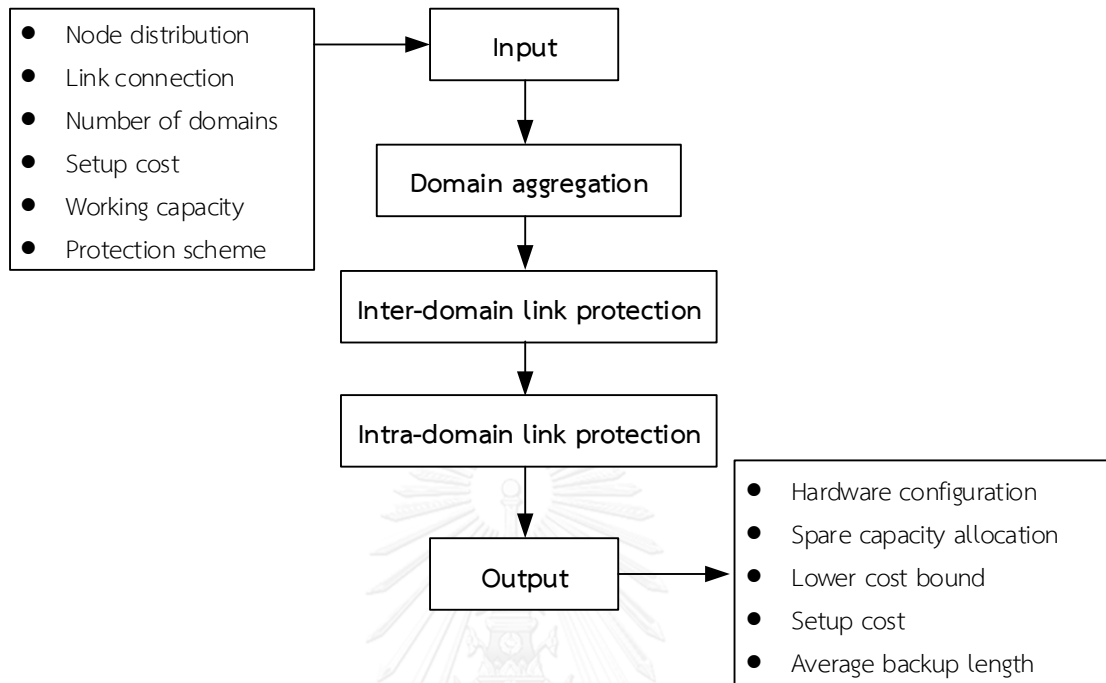 ● Node distribution
● Link connection
● Number of domains
● Setup cost
● Working capacity
● Protection scheme
Input
Domain aggregation
Inter-domain link protection
Intra-domain link protection
Output
● Hardware configuration
● Spare capacity allocation
● Lower cost bound
● Setup cost
● Average backup length